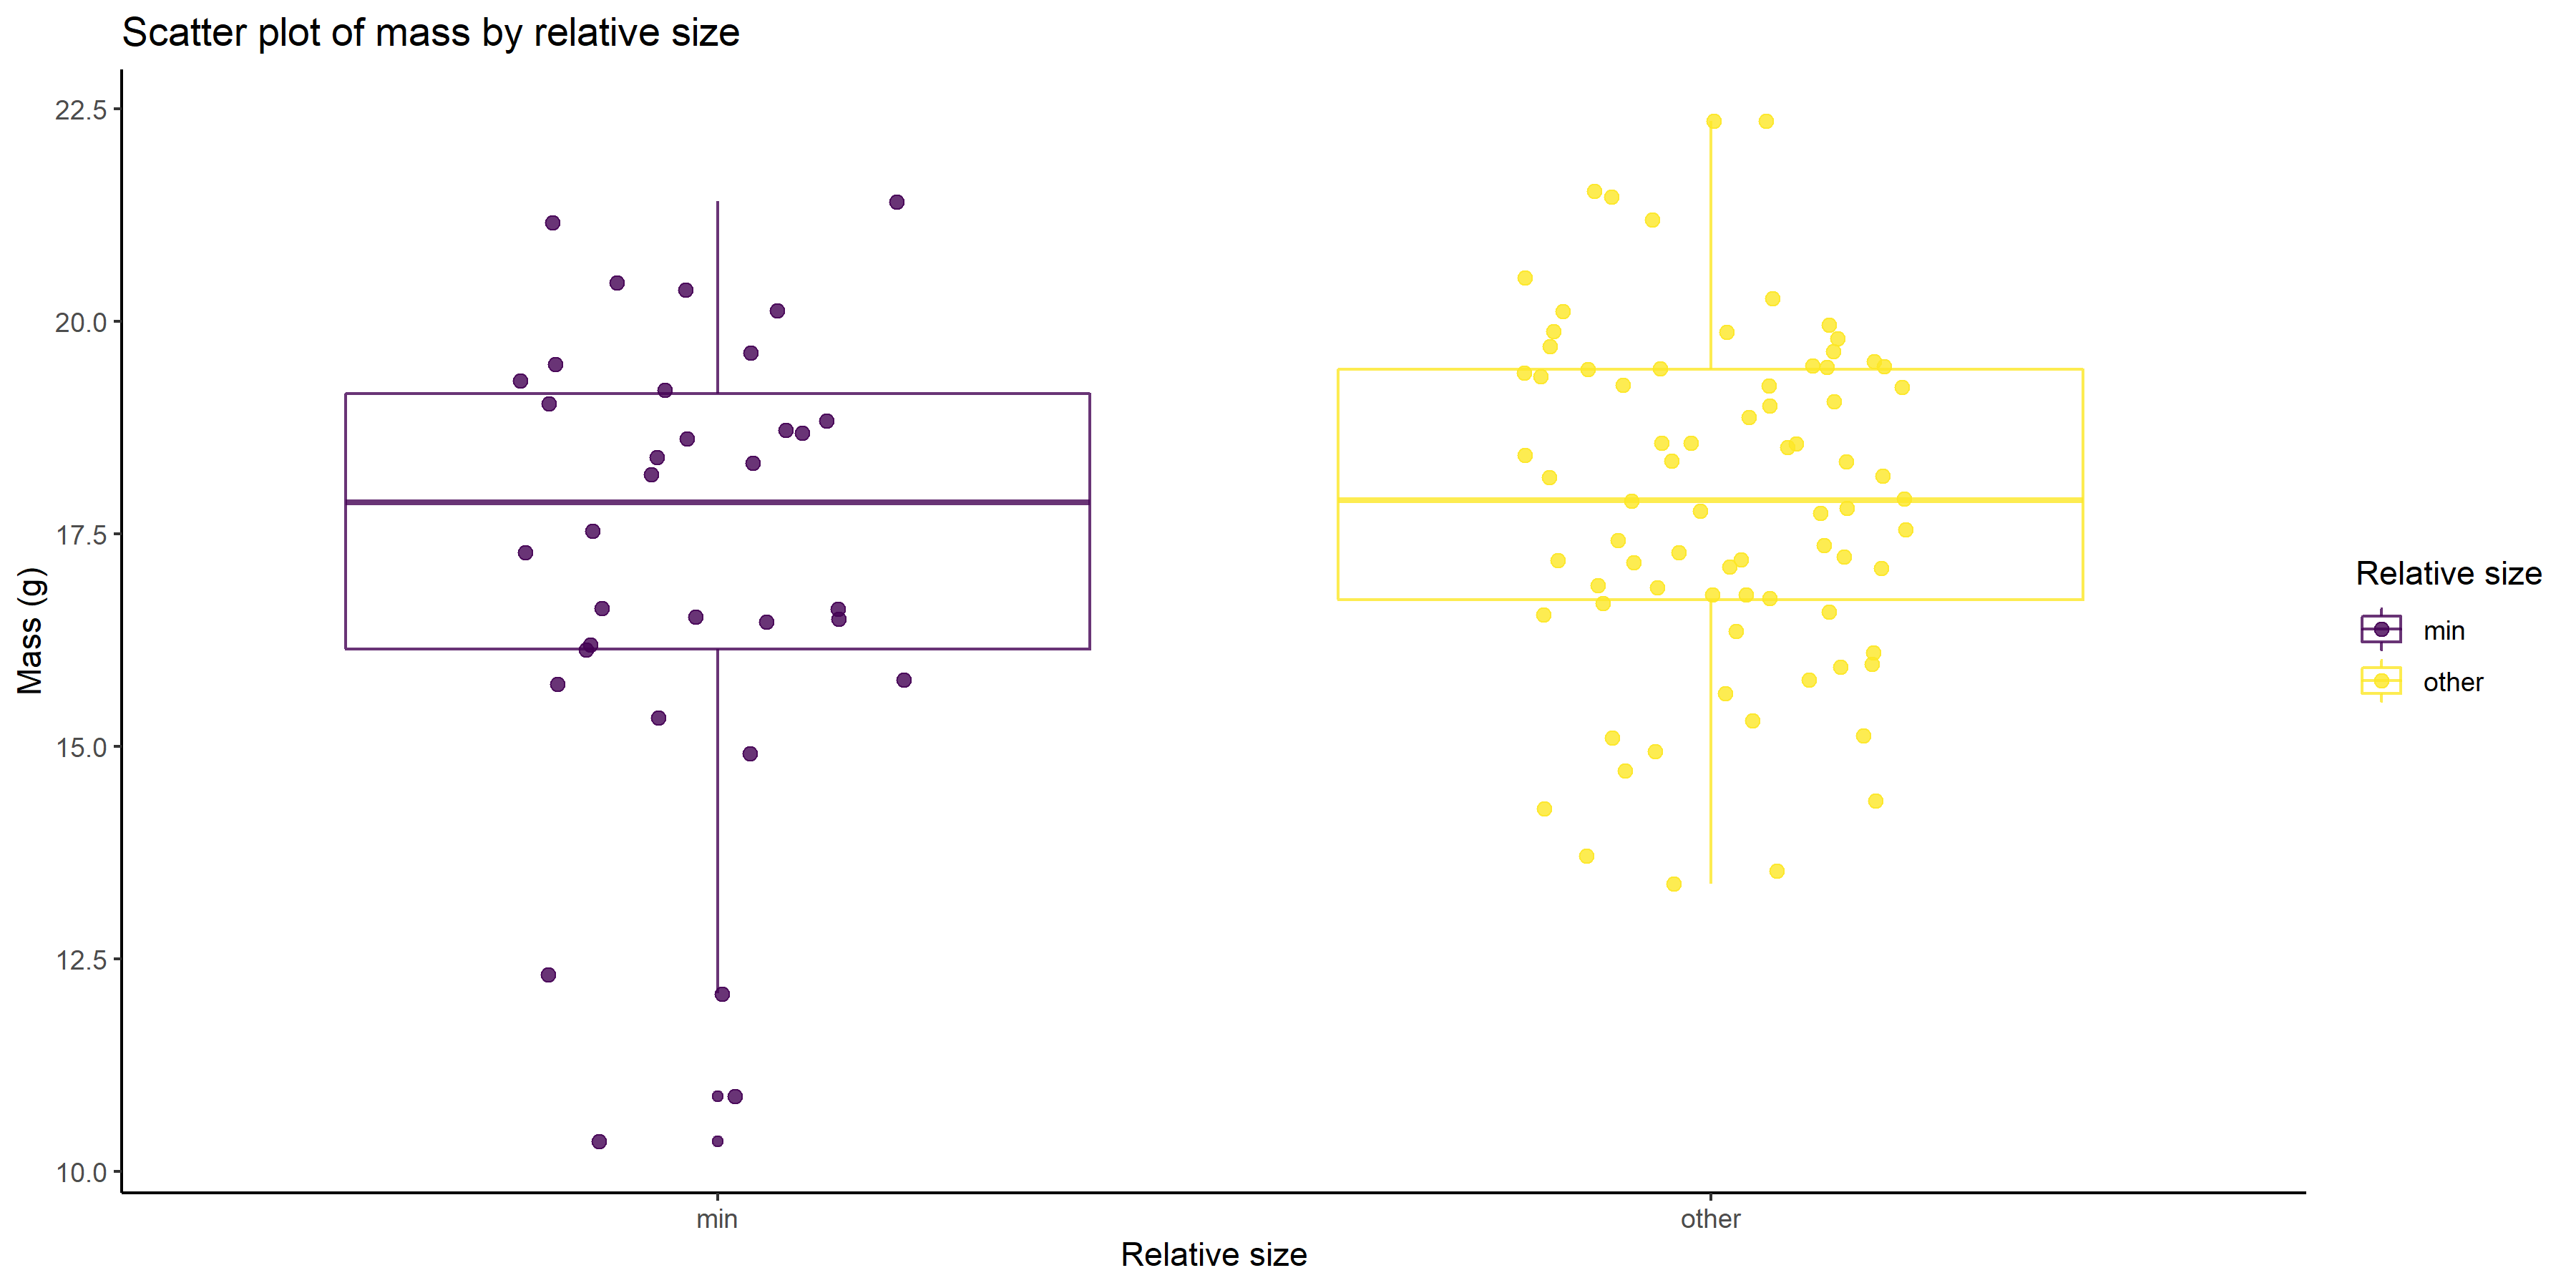 Scatter plot of mass by relative size
22.5
20.0
17.5
15.0
12.5
10.0
Mass (g)
min
other
Relative size
Relative size
min
other